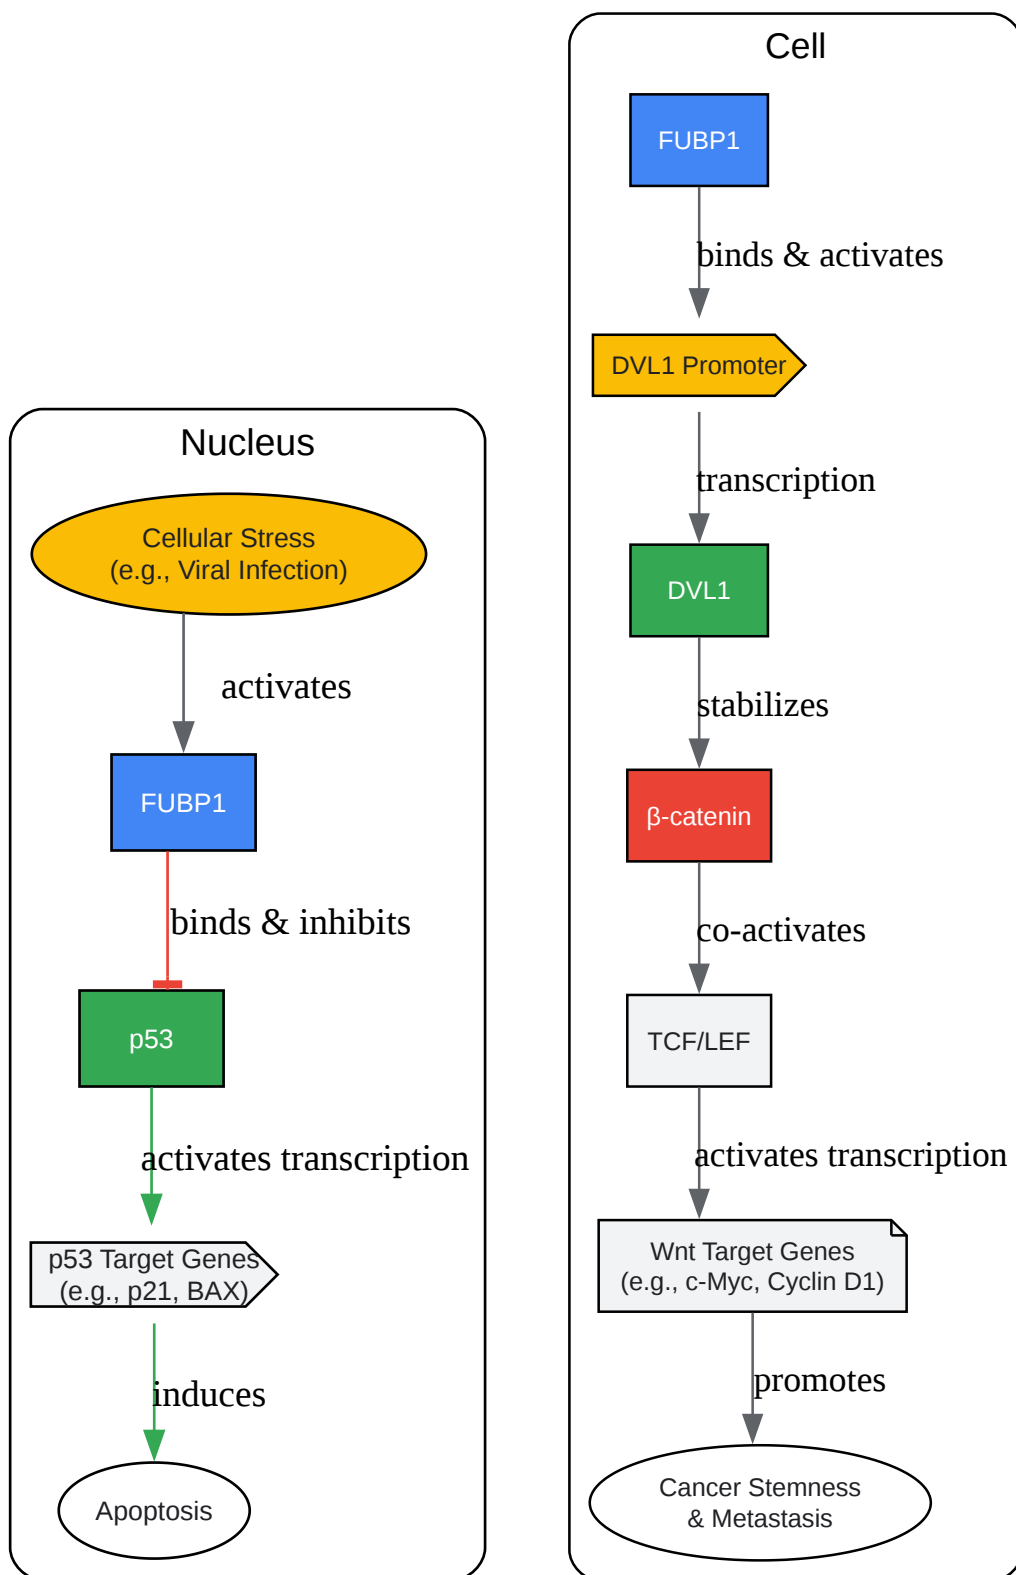 Nucleus
Cellular Stress
(e.g., Viral Infection)
activates
FUBP1
binds & inhibits
p53
activates transcription
p53 Target Genes
(e.g., p21, BAX)
induces
Apoptosis
Cell
FUBP1
binds & activates
DVL1 Promoter
transcription
DVL1
stabilizes
β-catenin
co-activates
TCF/LEF
activates transcription
Wnt Target Genes
(e.g., c-Myc, Cyclin D1)
promotes
Cancer Stemness
& Metastasis